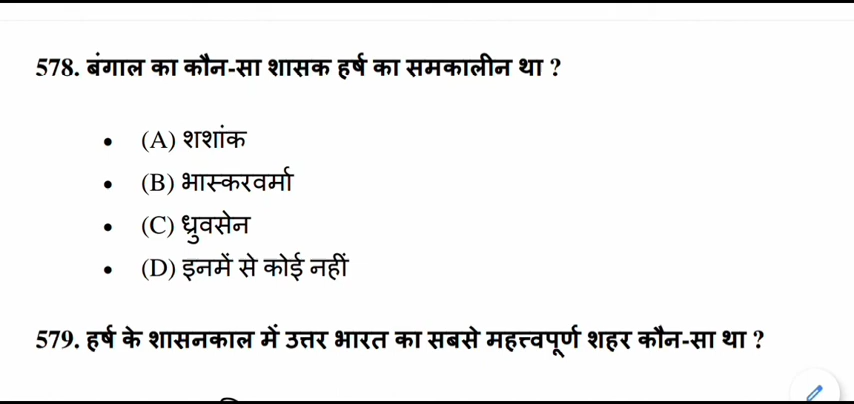 578. बंगाल का कौन-सा शासक हर्ष का समकालीन था ?
• (A) शशांक
• (B) भास्करवर्मा
• (C) ध्रुवसेन
• (D) इनमें से कोई नहीं
579. हर्ष के शासनकाल में उत्तर भारत का सबसे महत्त्वपूर्ण शहर कौन-सा था ?